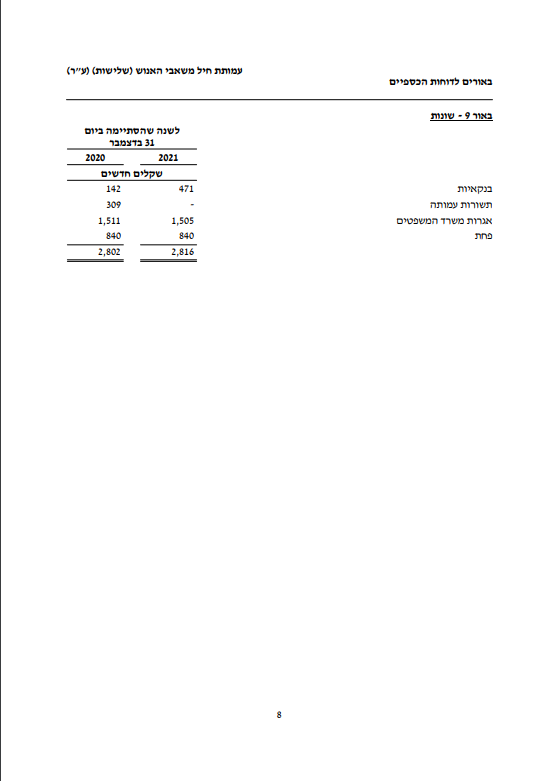 עמותת חיל משאבי האנוש (שלישות) (ע"ר)
באורים לדוחות הכספיים
באור 9 - שונות
לשנה שהסתיימה ביום
31 בדצמבר
2021 2020
שקלים חדשים
בנקאיות 471 142
תשורות עמותה - 309
אגרות משרד המשפטים 1,505 1,511
פחת 840 840
2,816 2,802
8